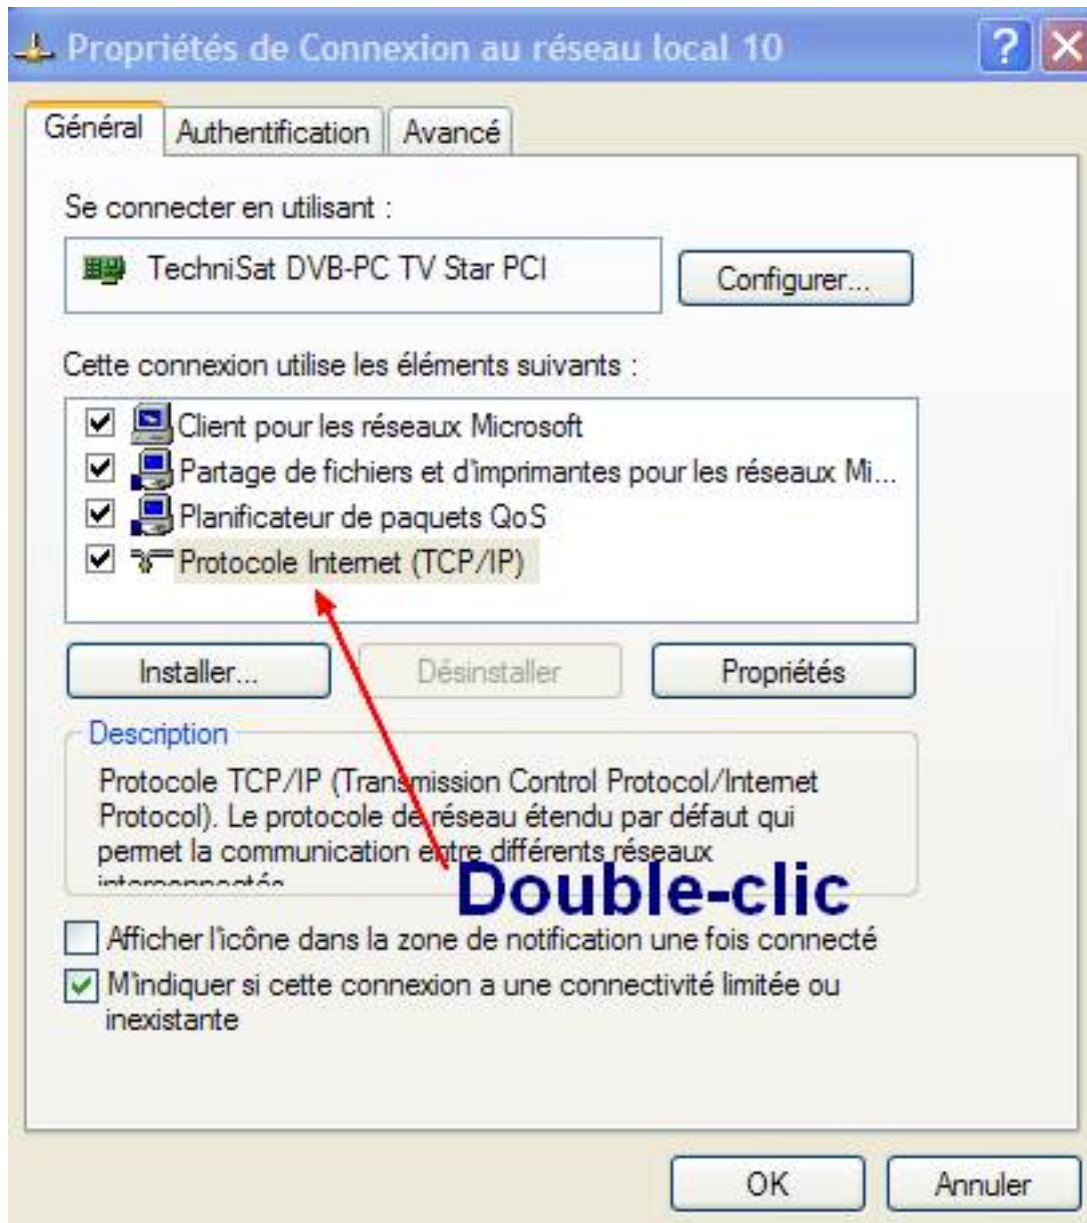 Propriétés de Connexion au réseau local 10
Général Authentification Avancé
Se connecter en utilisant :
TechniSat DVB-PC TV Star PCI
Configurer...
Cette connexion utilise les éléments suivants :
Client pour les réseaux Microsoft
Partage de fichiers et d'imprimantes pour les réseaux Mi...
Planificateur de paquets QoS
Protocole Internet (TCP/IP)
Installer... Désinstaller Propriétés
Description
Protocole TCP/IP (Transmission Control Protocol/Internet
Protocol). Le protocole de réseau étendu par défaut qui
permet la communication entre différents réseaux
interconnectés
Double-clic
Afficher l'icône dans la zone de notification une fois connecté
M'indiquer si cette connexion a une connectivité limitée ou
inexistante
OK Annuler